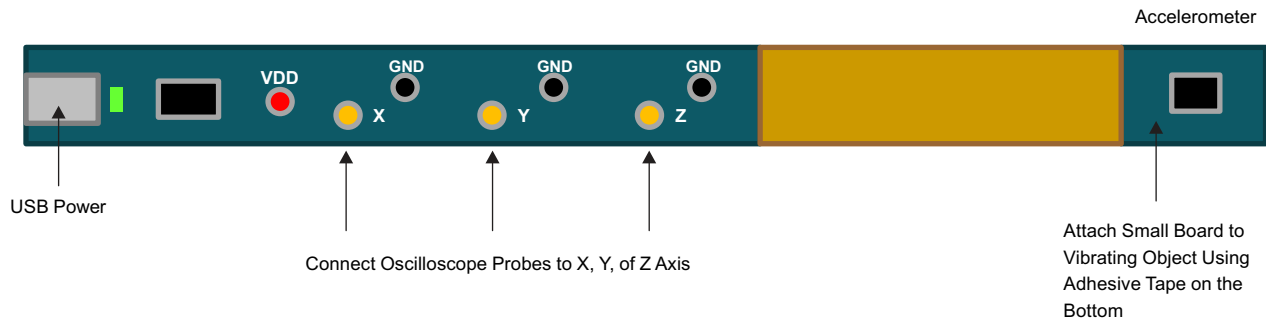 Accelerometer
GND
GND
GND
VDD
X
Y
Z
USB Power
Connect Oscilloscope Probes to X, Y, of Z Axis
Attach Small Board to
Vibrating Object Using
Adhesive Tape on the
Bottom